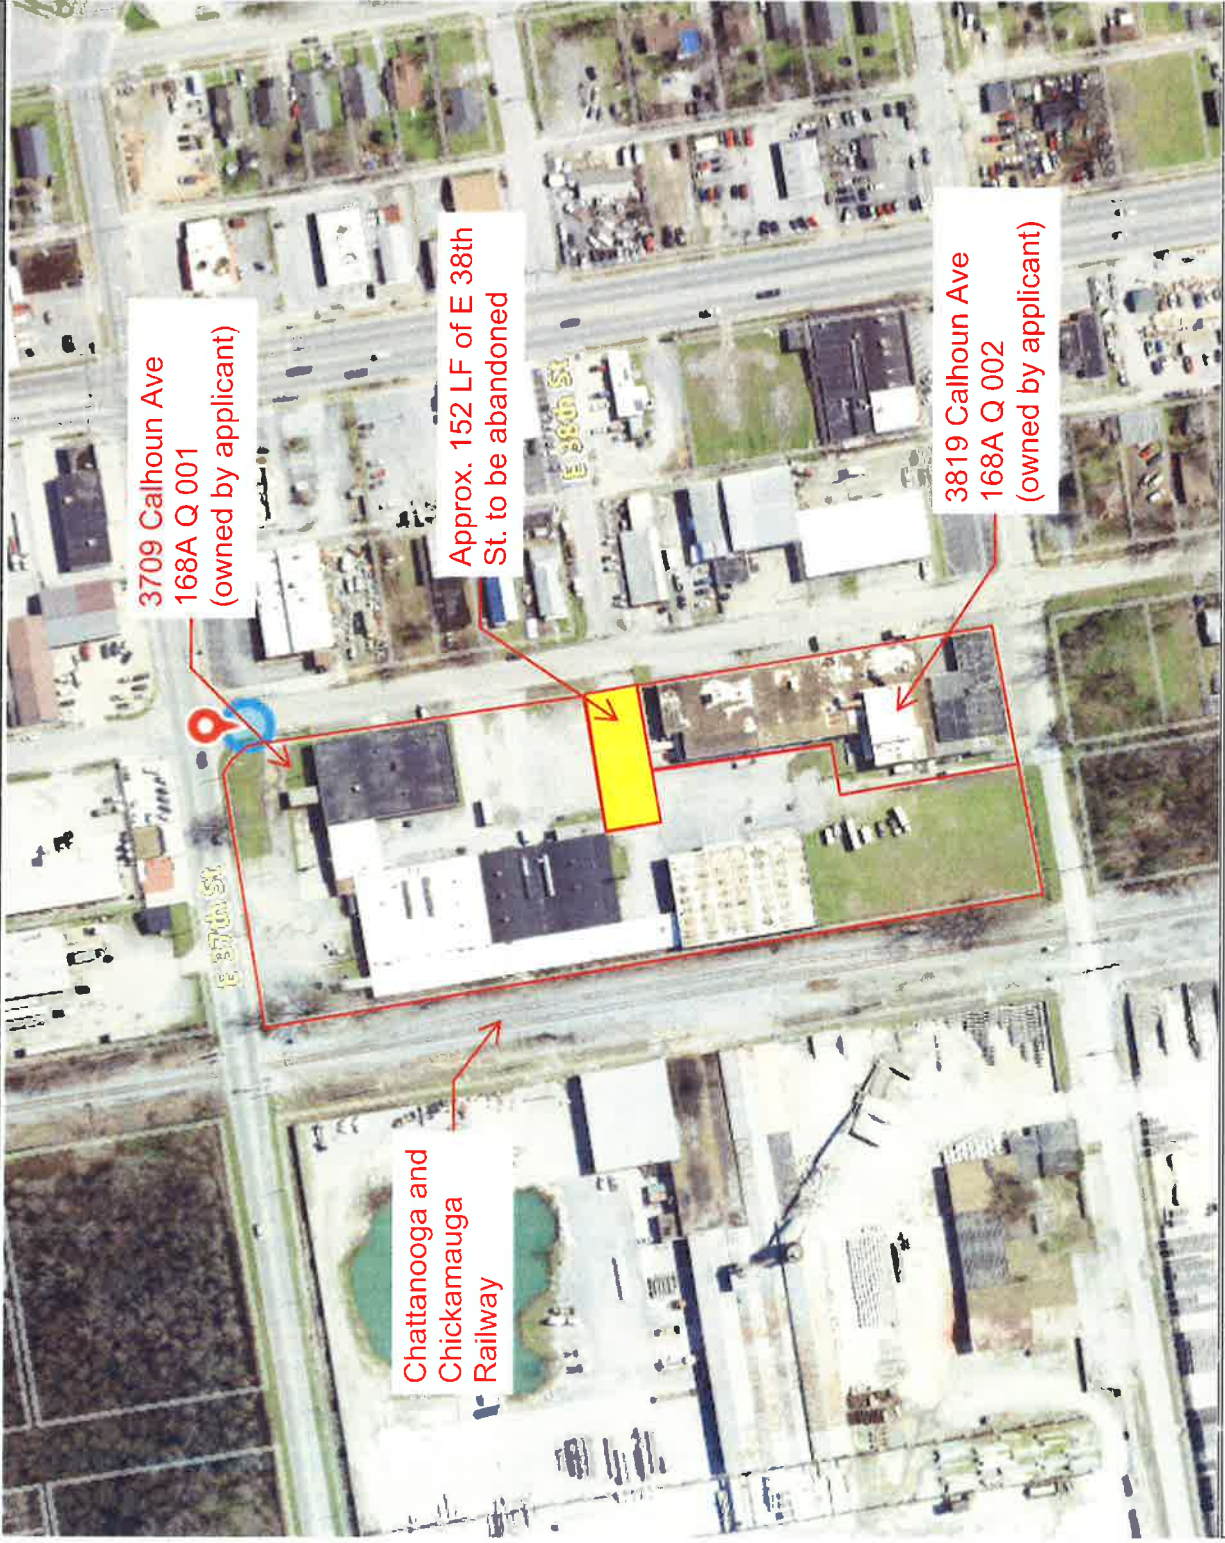 3709 Calhoun Ave
168A Q 001
(owned by applicant)
Approx. 152 LF of E 38th
St. to be abandoned
E 38th St
3819 Calhoun Ave
168A Q 002
(owned by applicant)
E 37th St
Chattanooga and
Chickamauga
Railway